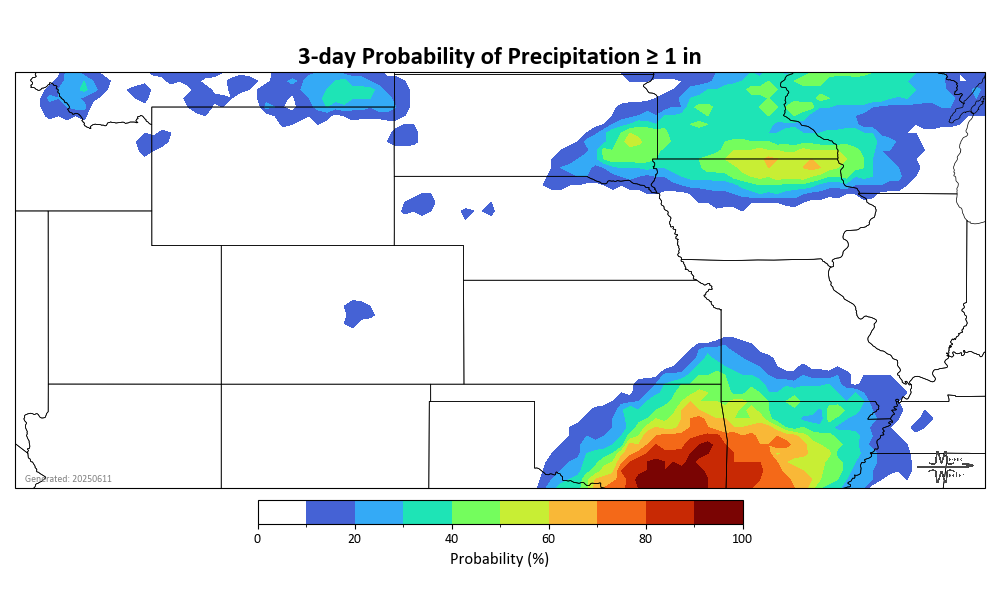 3-day Probability of Precipitation ≥ 1 in
Generated: 20250611
0 20 40 60 80 100
Probability (%)